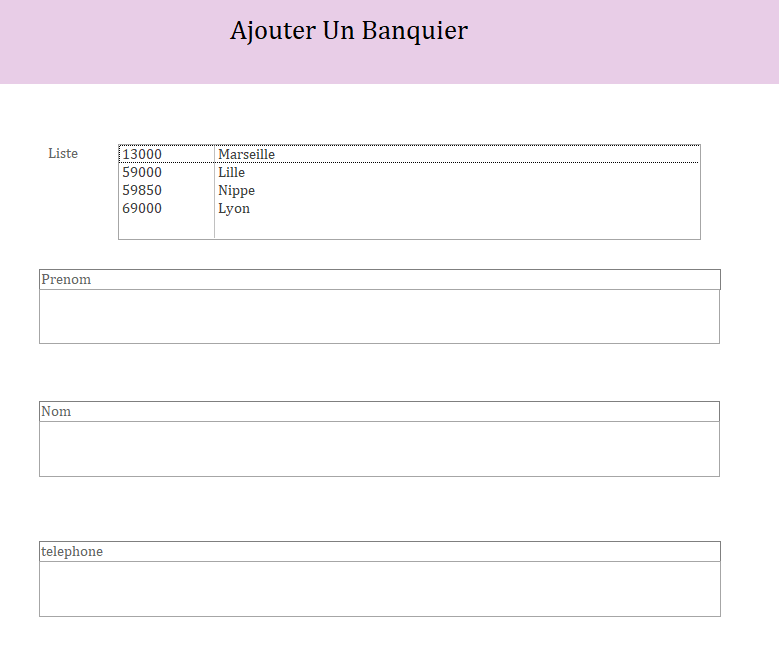 Ajouter Un Banquier
Liste
13000 Marseille
59000 Lille
59850 Nippe
69000 Lyon
Prenom
Nom
telephone